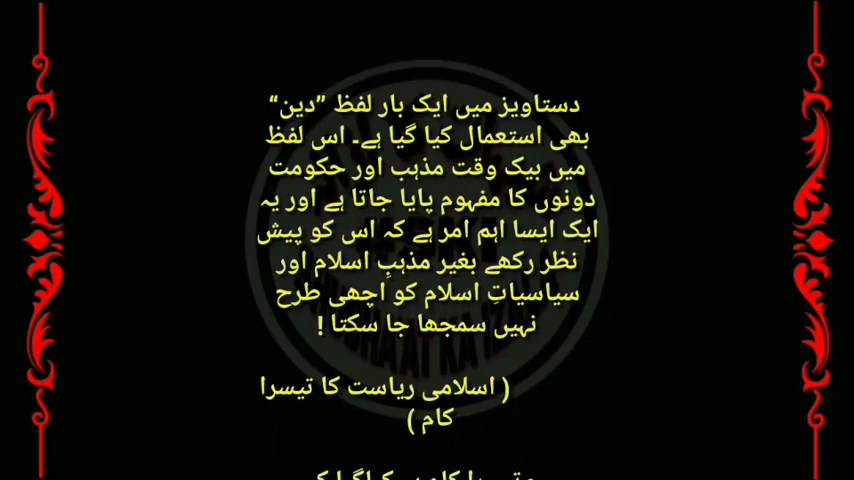 دستاویز میں ایک بار لفظ ”دین“
بھی استعمال کیا گیا ہے۔ اس لفظ
میں بیک وقت مذہب اور حکومت
دونوں کا مفہوم پایا جاتا ہے اور یہ
ایک ایسا اہم امر ہے کہ اس کو پیش
نظر رکھے بغیر مذہبِ اسلام اور
سیاسیاتِ اسلام کو اچھی طرح
نہیں سمجھا جا سکتا !
( اسلامی ریاست کا تیسرا
کام )